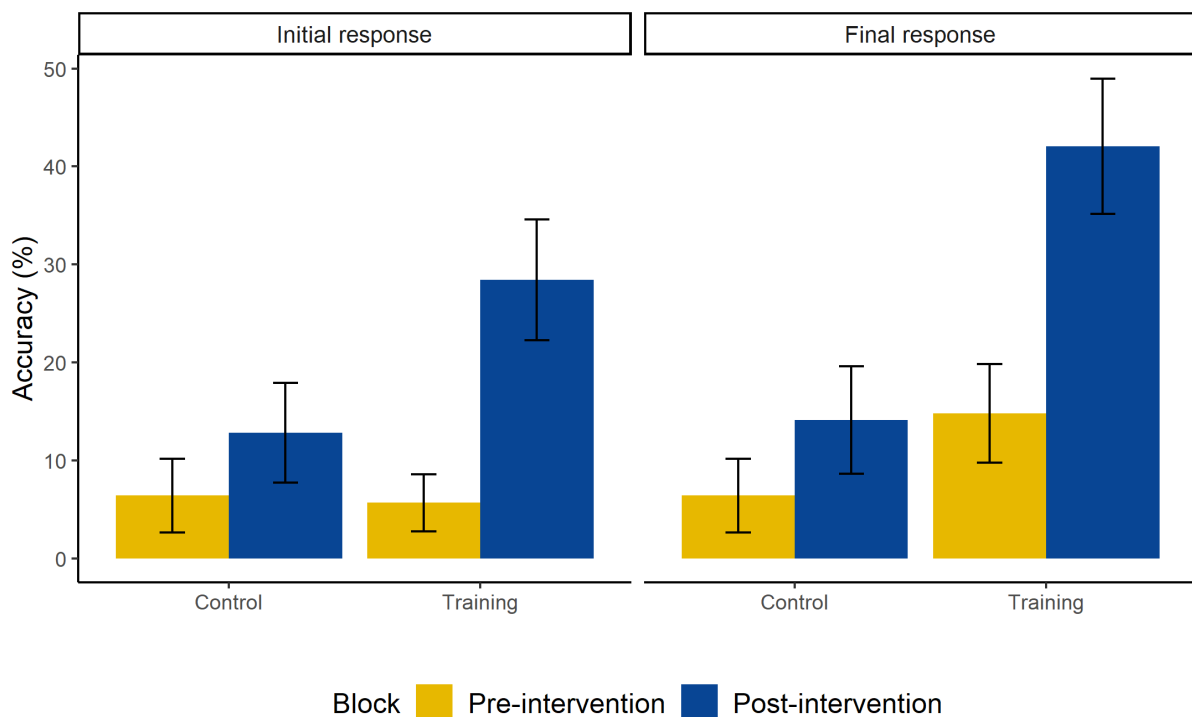 Initial response
Final response
Accuracy (%)
50
40
30
20
10
0
Control Training
Control Training
Block Pre-intervention Post-intervention